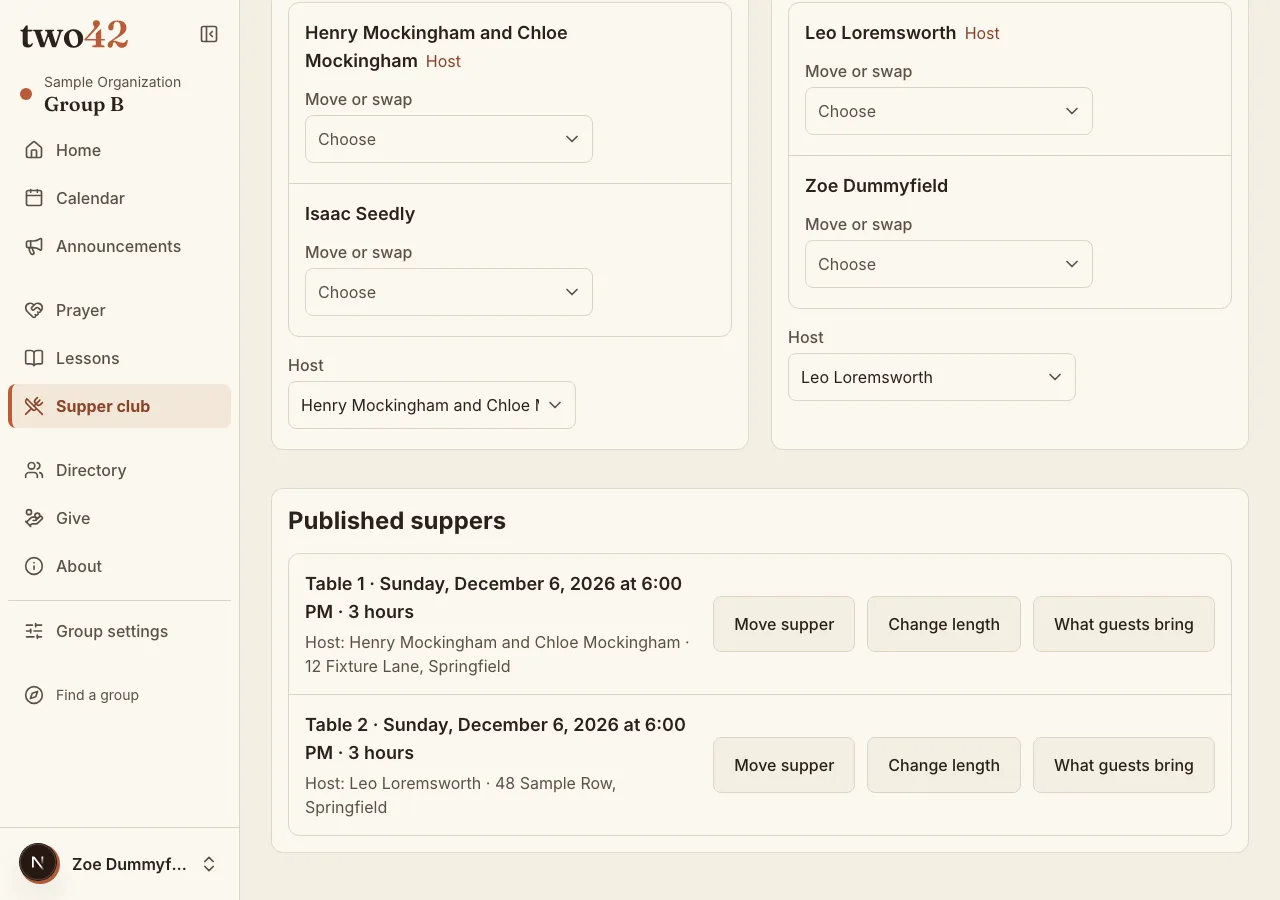 two42
Sample Organization
Group B
Home
Calendar
Announcements
Prayer
Lessons
Supper club
Directory
Give
About
Group settings
Find a group
N
Zoe Dummyf...
Henry Mockingham and Chloe
Mockingham Host
Move or swap
Choose
Isaac Seedly
Move or swap
Choose
Host
Henry Mockingham and Chloe
Leo Loremsworth Host
Move or swap
Choose
Zoe Dummyfield
Move or swap
Choose
Host
Leo Loremsworth
Published suppers
Table 1 · Sunday, December 6, 2026 at 6:00
PM · 3 hours
Host: Henry Mockingham and Chloe Mockingham ·
12 Fixture Lane, Springfield
Move supper
Change length
What guests bring
Table 2 · Sunday, December 6, 2026 at 6:00
PM · 3 hours
Host: Leo Loremsworth · 48 Sample Row,
Springfield
Move supper
Change length
What guests bring